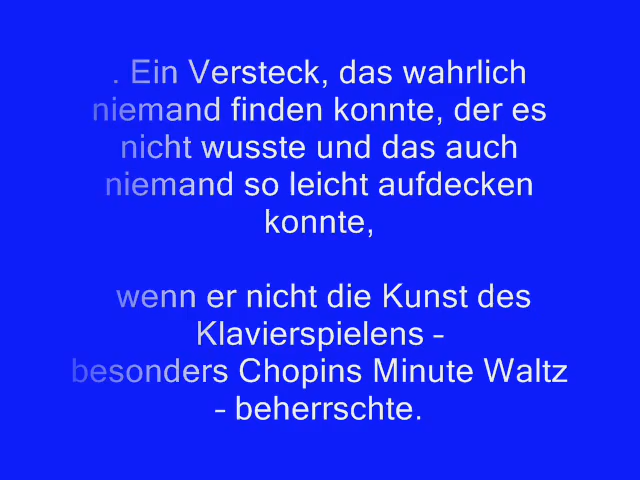 . Ein Versteck, das wahrlich
niemand finden konnte, der es
nicht wusste und das auch
niemand so leicht aufdecken
konnte,
wenn er nicht die Kunst des
Klavierspielens –
besonders Chopins Minute Waltz
– beherrschte.